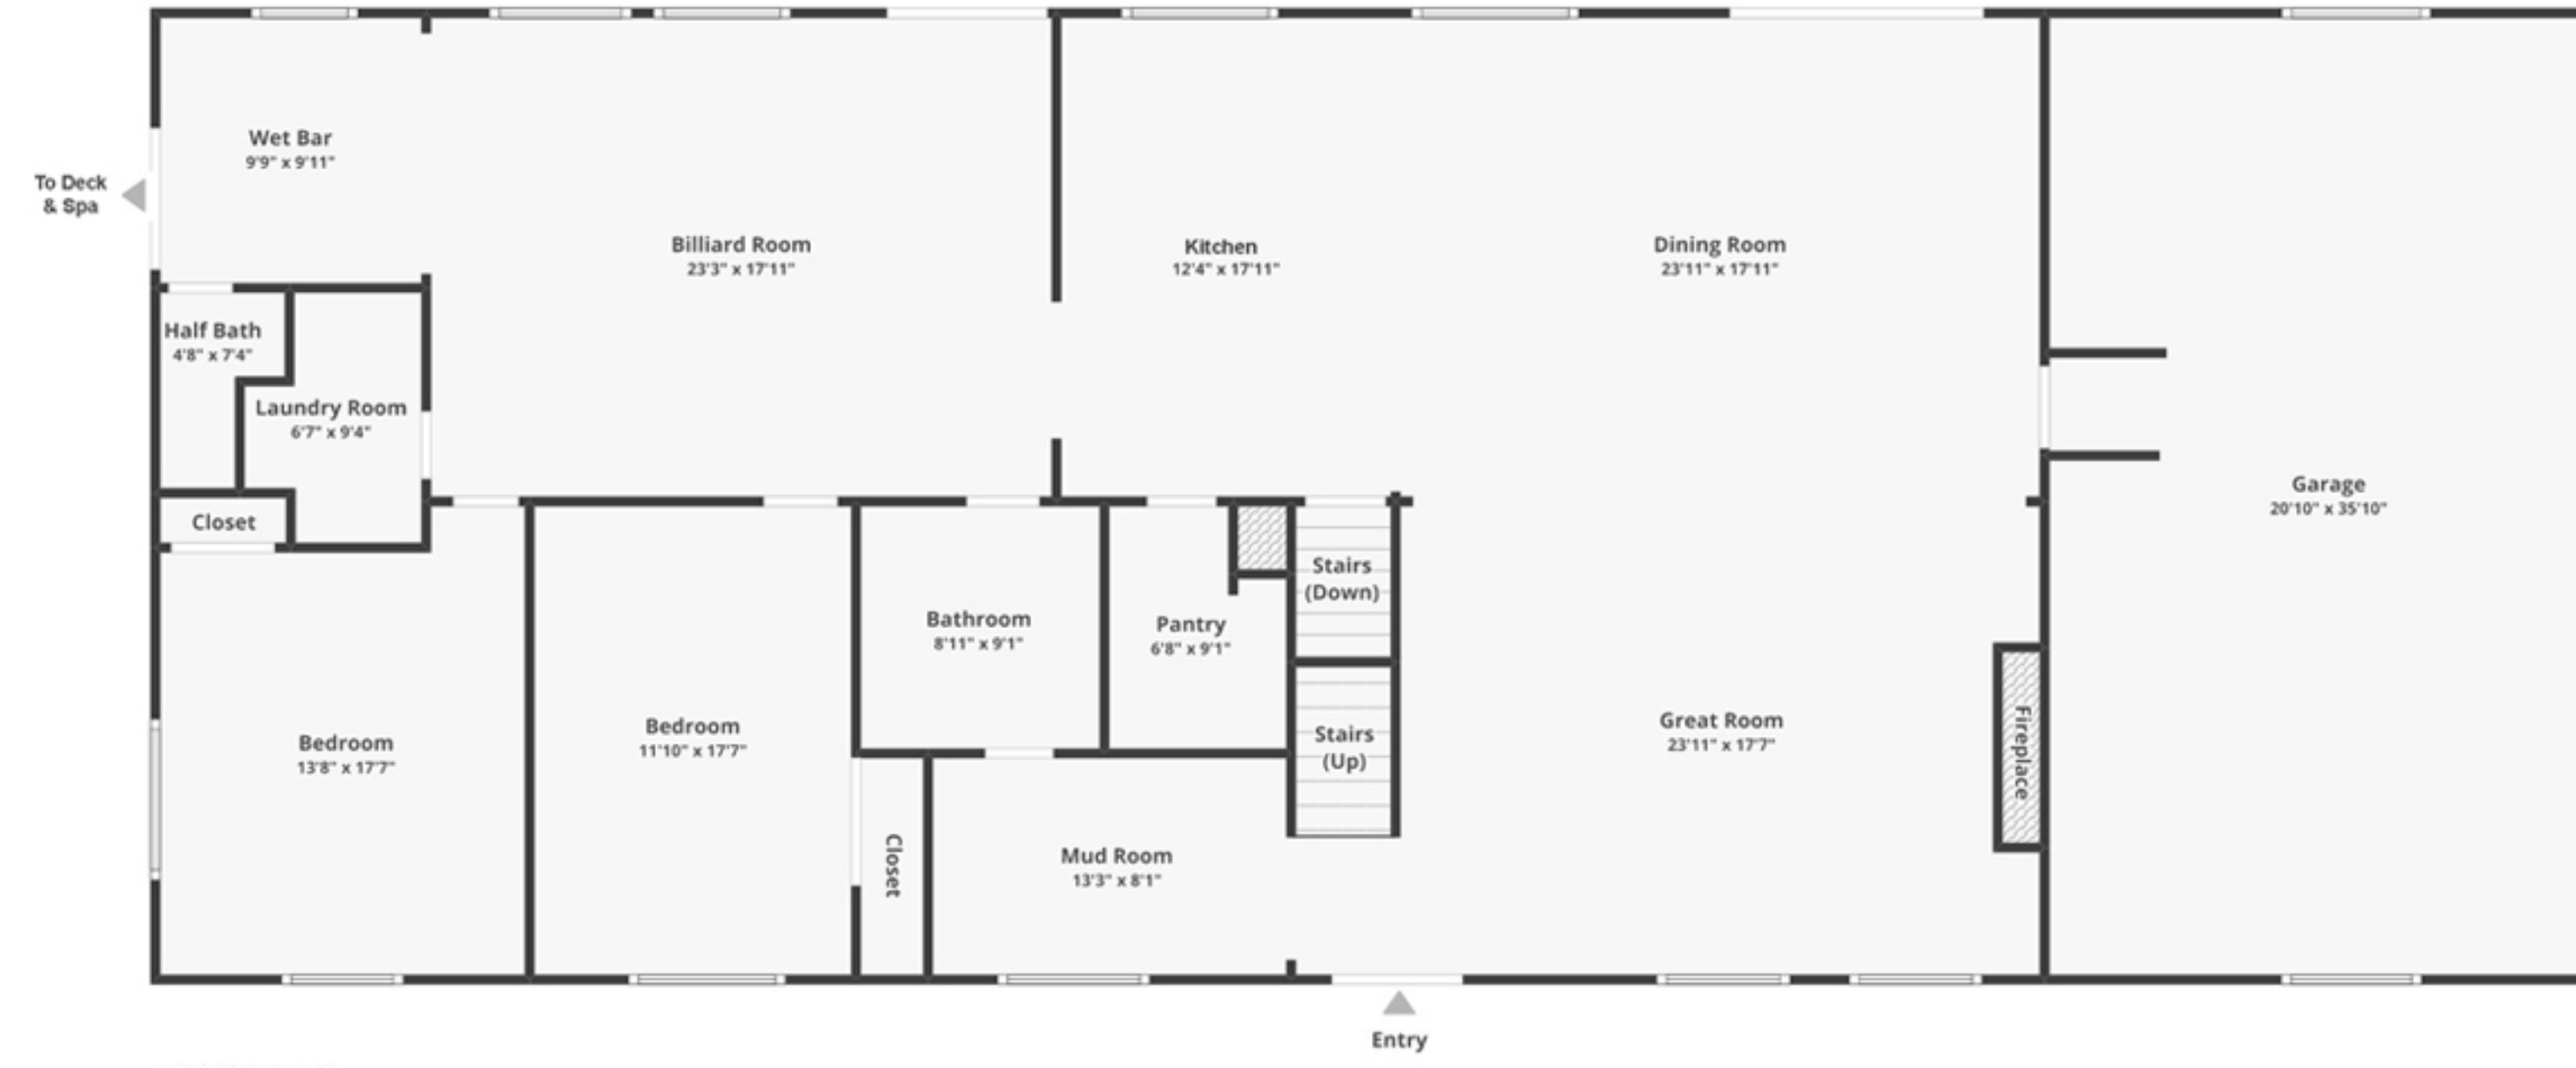 Wet Bar
9'9" x 9'11"
To Deck
& Spa
Billiard Room
23'3" x 17'11"
Kitchen
12'4" x 17'11"
Dining Room
23'11" x 17'11"
Half Bath
4'8" x 7'4"
Laundry Room
6'7" x 9'4"
Closet
Garage
20'10" x 35'10"
Stairs
(Down)
Bathroom
8'11" x 9'1"
Pantry
6'8" x 9'1"
Bedroom
13'8" x 17'7"
Bedroom
11'10" x 17'7"
Stairs
(Up)
Great Room
23'11" x 17'7"
Fireplace
Closet
Mud Room
13'3" x 8'1"
Entry